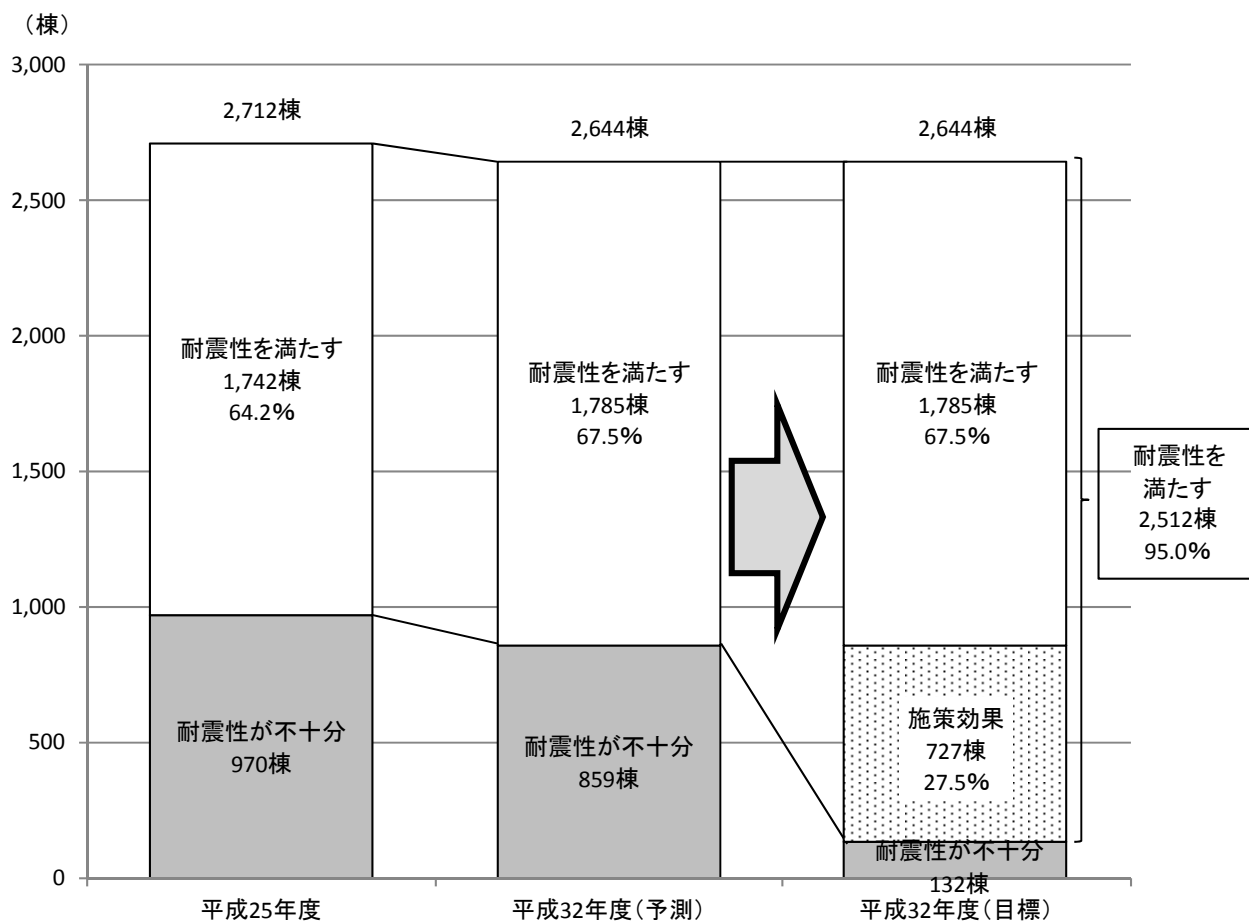 （棟）
3,000
2,500
2,000
1,500
1,000
500
0
2,712棟
耐震性を満たす
1,742棟
64.2%
耐震性が不十分
970棟
平成25年度
2,644棟
耐震性を満たす
1,785棟
67.5%
耐震性が不十分
859棟
平成32年度（予測）
2,644棟
耐震性を満たす
1,785棟
67.5%
施策効果
727棟
27.5%
耐震性が不十分
132棟
平成32年度（目標）
耐震性を
満たす
2,512棟
95.0%